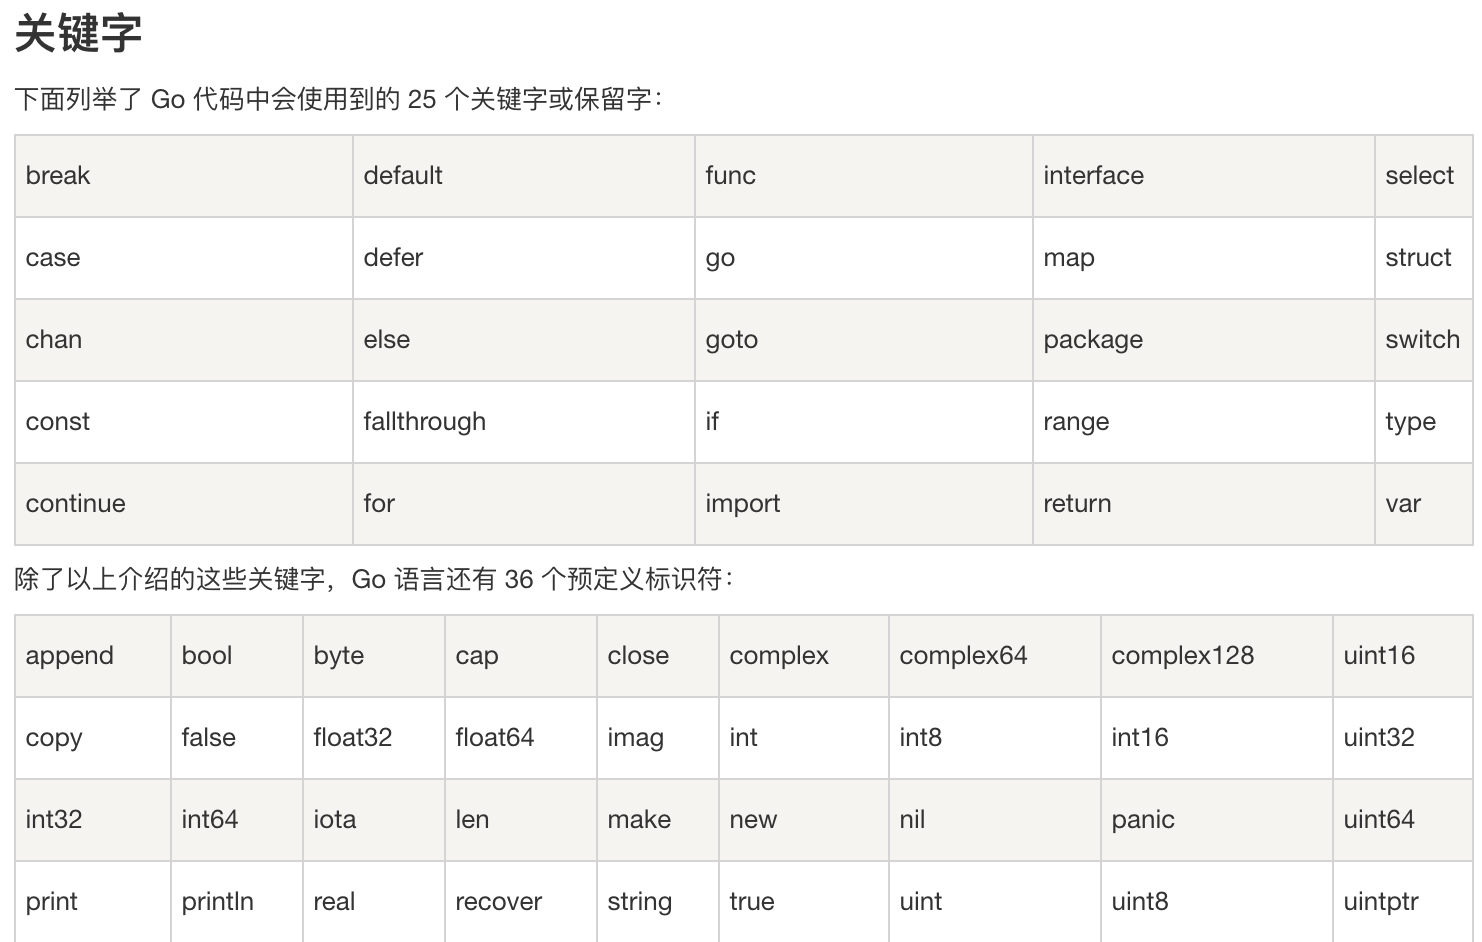 关键字
下面列举了 Go 代码中会使用到的 25 个关键字或保留字：
break default func interface select
case defer go map struct
chan else goto package switch
const fallthrough if range type
continue for import return var
除了以上介绍的这些关键字，Go 语言还有 36 个预定义标识符：
append bool byte cap close complex complex64 complex128 uint16
copy false float32 float64 imag int int8 int16 uint32
int32 int64 iota len make new nil panic uint64
print println real recover string true uint uint8 uintptr